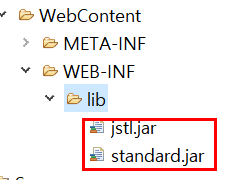 WebContent
META-INF
WEB-INF
lib
jstl.jar
standard.jar